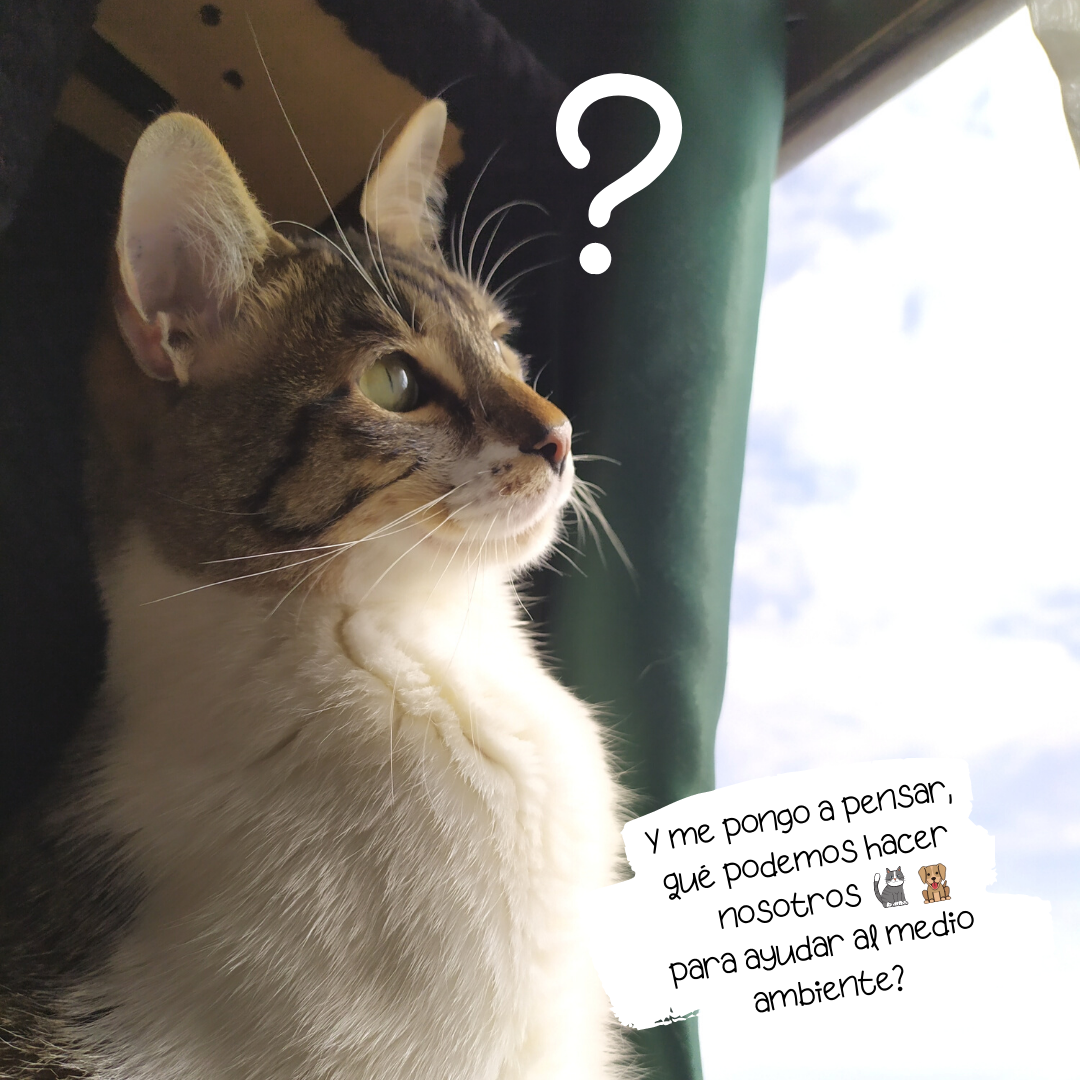 ?
Y me pongo a pensar,
qué podemos hacer
nosotros
para ayudar al medio
ambiente?